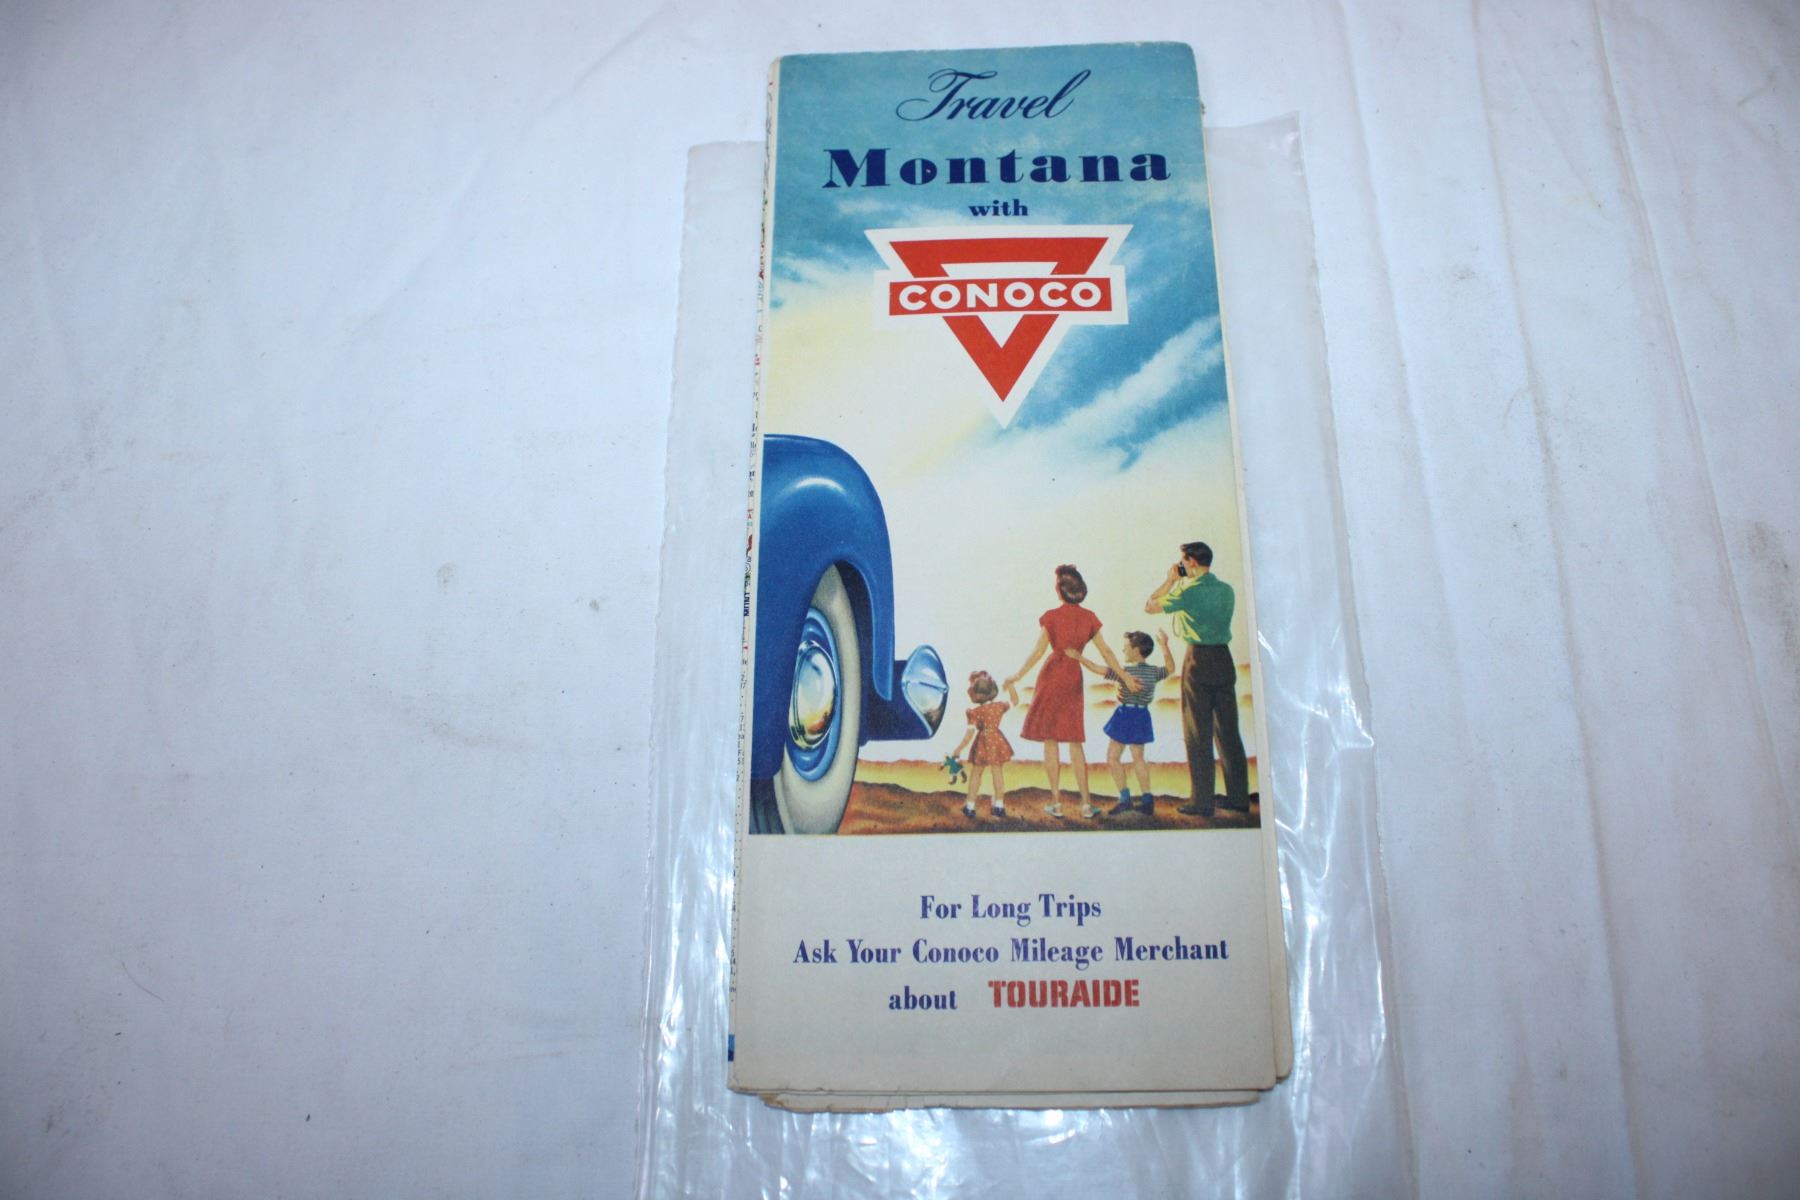 Travel
Montana
with
CONOCO
For Long Trips
Ask Your Conoco Mileage Merchant
about TOURAIDE